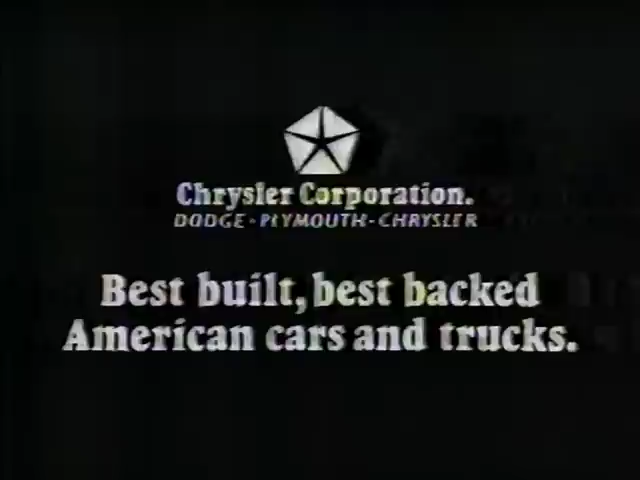 Chrysler Corporation.
DODGE-PLYMOUTH-CHRYSLER
Best built, best backed
American cars and trucks.